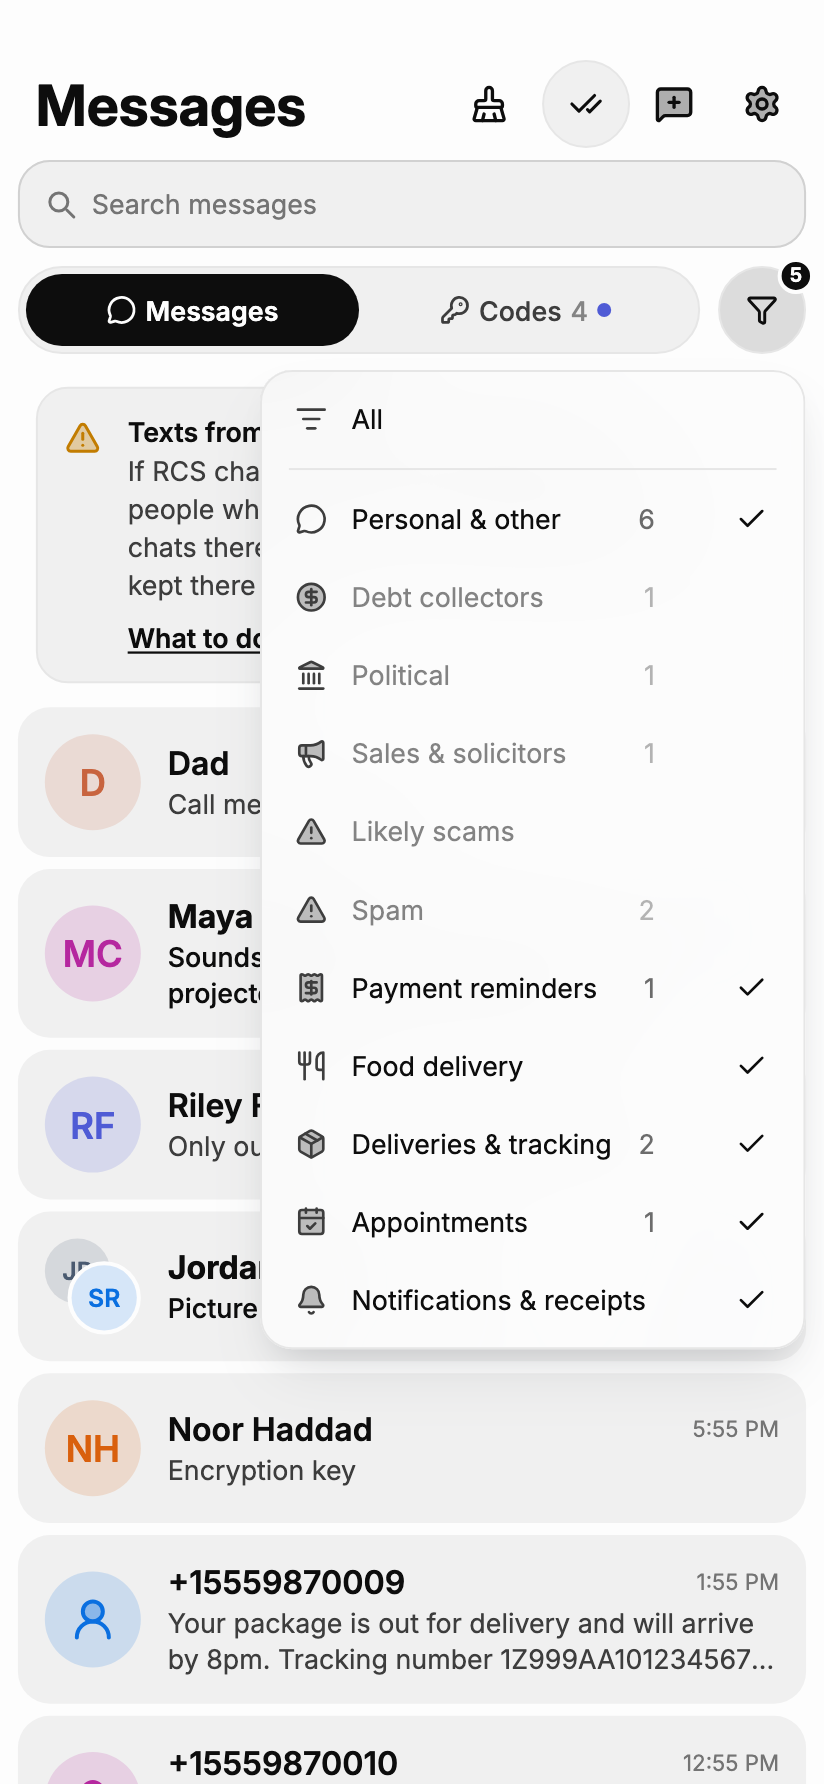 Messages
Search messages
Messages
Codes 4
5
All
Texts from
If RCS cha
people wh
chats there
kept there
What to do
Personal & other 6
Debt collectors 1
Political 1
Sales & solicitors 1
Likely scams
Spam 2
Payment reminders 1
Food delivery
Deliveries & tracking 2
Appointments 1
Notifications & receipts
D
Dad
Call me
MC
Maya
Sounds
projecto
RF
Riley F
Only ou
SR
Jordan
Picture
NH
Noor Haddad 5:55 PM
Encryption key
+15559870009 1:55 PM
Your package is out for delivery and will arrive
by 8pm. Tracking number 1Z999AA101234567...
+15559870010 12:55 PM